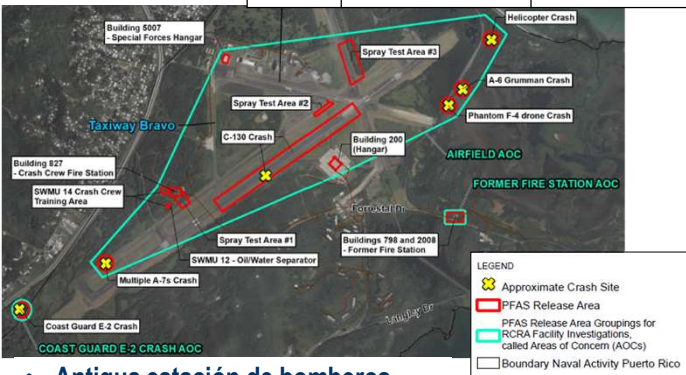 Helicopter Crash
Building 5007
- Special Forces Hangar
Spray Test Area #3
A-6 Grumman Crash
Spray Test Area #2
Phantom F-4 drone Crash
Taxiway Bravo
C-130 Crash
Building 200
(Hangar)
AIRFIELD AOC
Building 827
- Crash Crew Fire Station
FORMER FIRE STATION AOC
SWMU 14 Crash Crew
Training Area
Forrestal Dr
Spray Test Area #1
Buildings 798 and 2008
- Former Fire Station
SWMU 12 - Oil/Water Separator
Multiple A-7s Crash
Langley Dr
Coast Guard E-2 Crash
COAST GUARD E-2 CRASH AOC
LEGEND
Approximate Crash Site
PFAS Release Area
PFAS Release Area Groupings for
RCRA Facility Investigations,
called Areas of Concern (AOCs)
Boundary Naval Activity Puerto Rico
• Antigua estación de bomberos